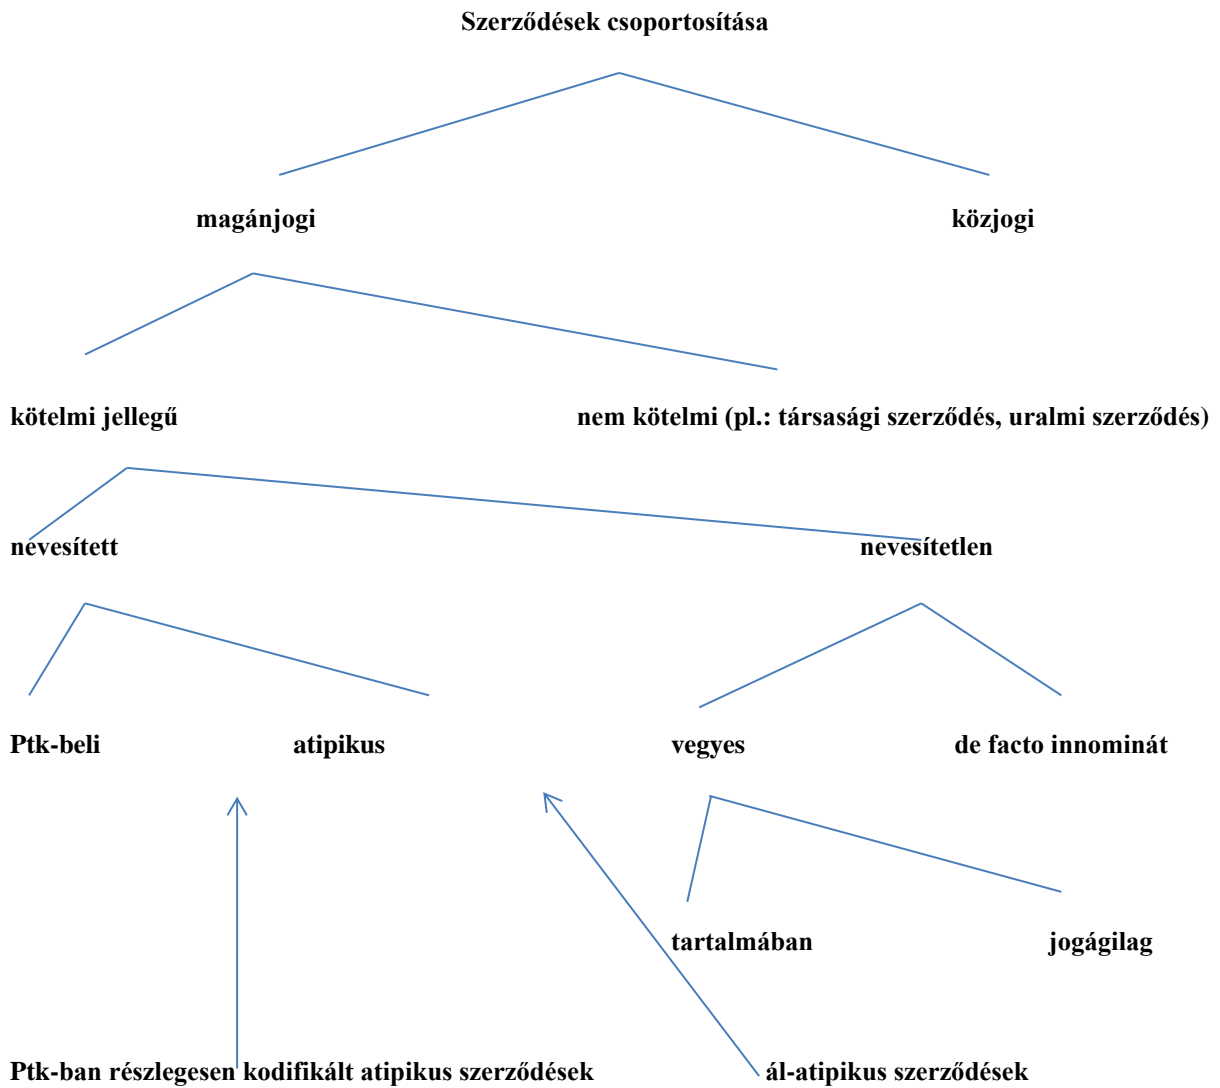 Szerződések csoportosítása
magánjogi közjogi
kötelmi jellegű nem kötelmi (pl.: társasági szerződés, uralmi szerződés)
nevesített nevesítetlen
Ptk-beli atipikus vegyes de facto innominát
tartalmában jogágilag
Ptk-ban részlegesen kodifikált atipikus szerződések ál-atipikus szerződések